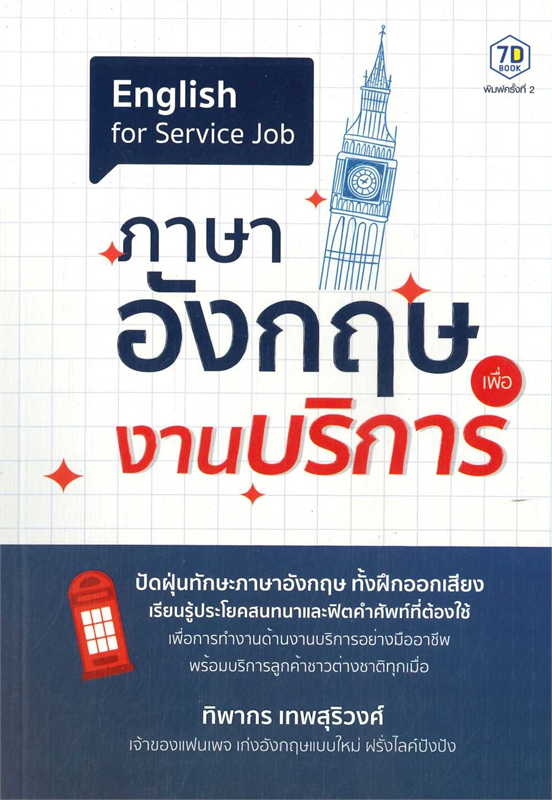 7D
BOOK
พิมพ์ครั้งที่ 2
English
for Service Job
ภาษา
อังกฤษ
เพื่อ
งานบริการ
ปัดฝุ่นทักษะภาษาอังกฤษ ทั้งฝึกออกเสียง
เรียนรู้ประโยคสนทนาและฟิตคำศัพท์ที่ต้องใช้
เพื่อการทำงานด้านงานบริการอย่างมืออาชีพ
พร้อมบริการลูกค้าชาวต่างชาติทุกเมื่อ
ทิพากร เทพสุริวงศ์
เจ้าของแฟนเพจ เก่งอังกฤษแบบใหม่ ฝรั่งไลค์ปังปัง